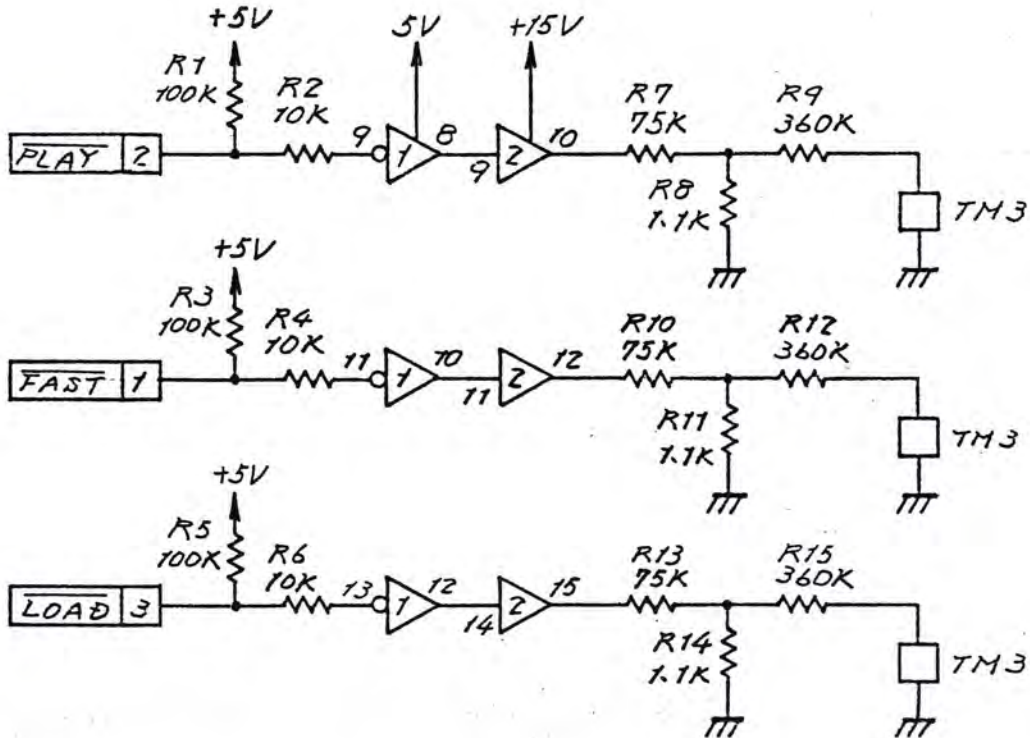 +5V 5V +15V
R1
100K
R2
10K
R7
75K
R9
360K
PLAY 2
9 1 8 9 2 10
R8
1.1K
TM3
+5V
R3
100K
R4
10K
R10
75K
R12
360K
FAST 1
11 1 10 11 2 12
R11
1.1K
TM3
+5V
R5
100K
R6
10K
R13
75K
R15
360K
LOAD 3
13 1 12 14 2 15
R14
1.1K
TM3